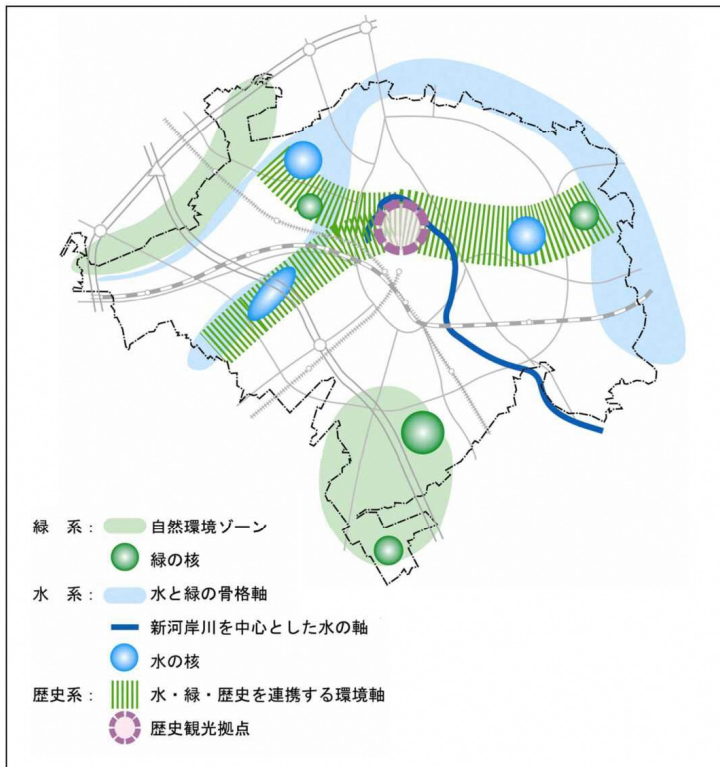 緑 系： 自然環境ゾーン
緑の核
水 系： 水と緑の骨格軸
新河岸川を中心とした水の軸
水の核
歴史系： 水・緑・歴史を連携する環境軸
歴史観光拠点